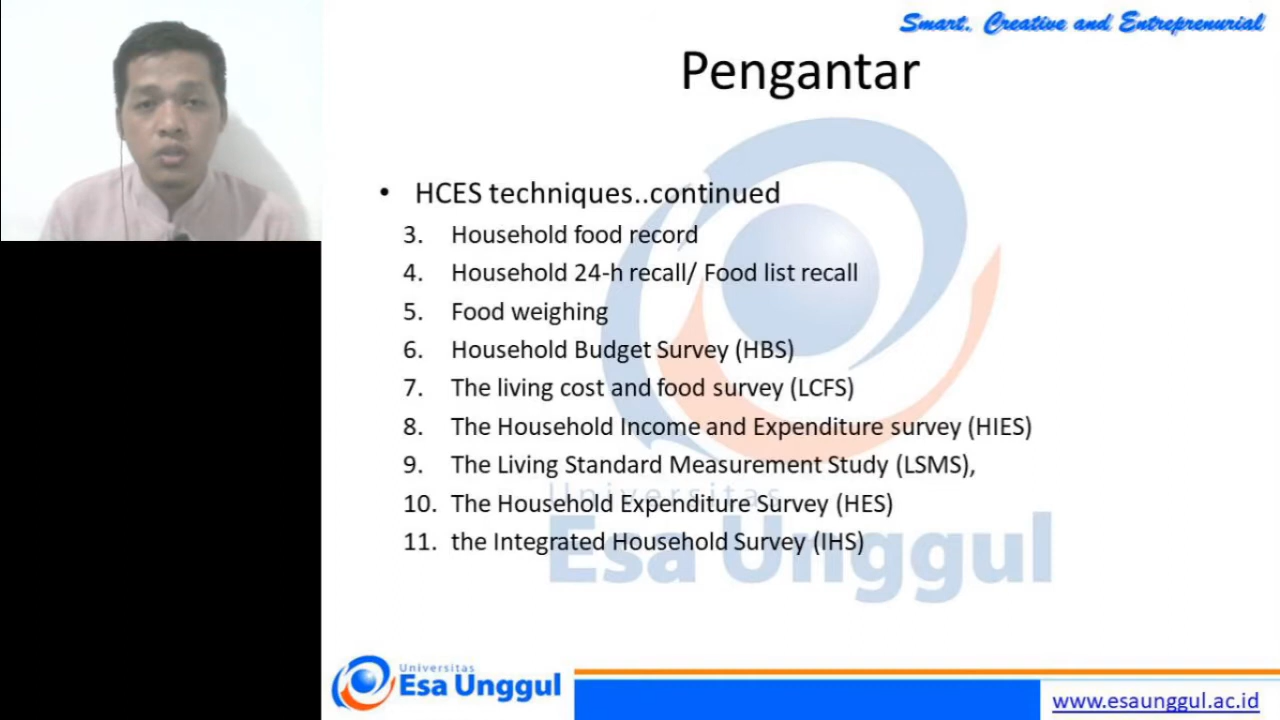 Smart, Creative and Entreprenurial
Pengantar
• HCES techniques..continued
3. Household food record
4. Household 24-h recall/ Food list recall
5. Food weighing
6. Household Budget Survey (HBS)
7. The living cost and food survey (LCFS)
8. The Household Income and Expenditure survey (HIES)
9. The Living Standard Measurement Study (LSMS),
10. The Household Expenditure Survey (HES)
11. the Integrated Household Survey (IHS)
Universitas
Esa Unggul
Universitas
Esa Unggul
www.esaunggul.ac.id